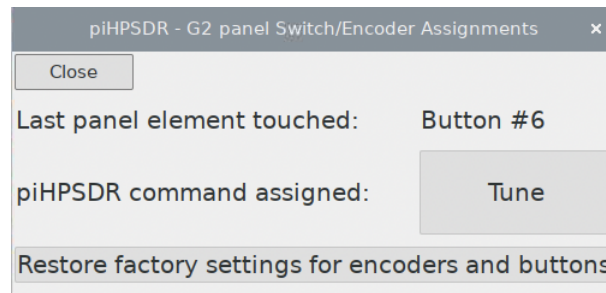 piHPSDR - G2 panel Switch/Encoder Assignments ×
Close
Last panel element touched: Button #6
piHPSDR command assigned: Tune
Restore factory settings for encoders and buttons